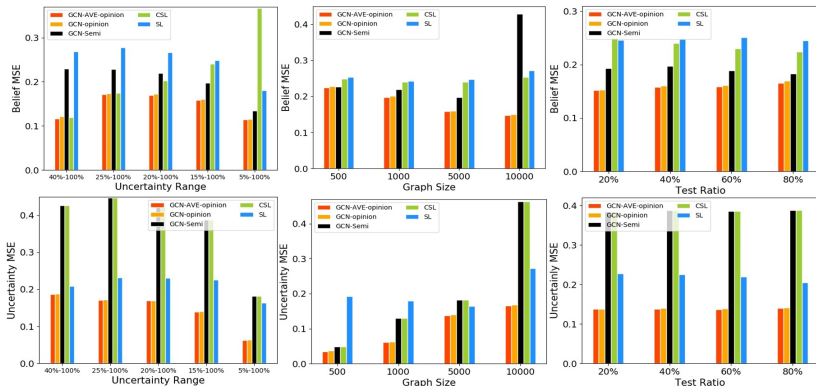 GCN-AVE-opinion
GCN-opinion
GCN-Semi
CSL
SL
Belief MSE
0.3
0.2
0.1
0.0
40%-100%
25%-100%
20%-100%
15%-100%
5%-100%
Uncertainty Range
GCN-AVE-opinion
GCN-opinion
GCN-Semi
CSL
SL
Belief MSE
0.4
0.3
0.2
0.1
0.0
500
1000
5000
10000
Graph Size
GCN-AVE-opinion
GCN-opinion
GCN-Semi
CSL
SL
Belief MSE
0.3
0.2
0.1
0.0
20%
40%
60%
80%
Test Ratio
GCN-AVE-opinion
GCN-opinion
GCN-Semi
CSL
SL
Uncertainty MSE
0.4
0.3
0.2
0.1
0.0
40%-100%
25%-100%
20%-100%
15%-100%
5%-100%
Uncertainty Range
GCN-AVE-opinion
GCN-opinion
GCN-Semi
CSL
SL
Uncertainty MSE
0.4
0.3
0.2
0.1
0.0
500
1000
5000
10000
Graph Size
GCN-AVE-opinion
GCN-opinion
GCN-Semi
CSL
SL
Uncertainly MSE
0.4
0.3
0.2
0.1
0.0
20%
40%
60%
80%
Test Ratio